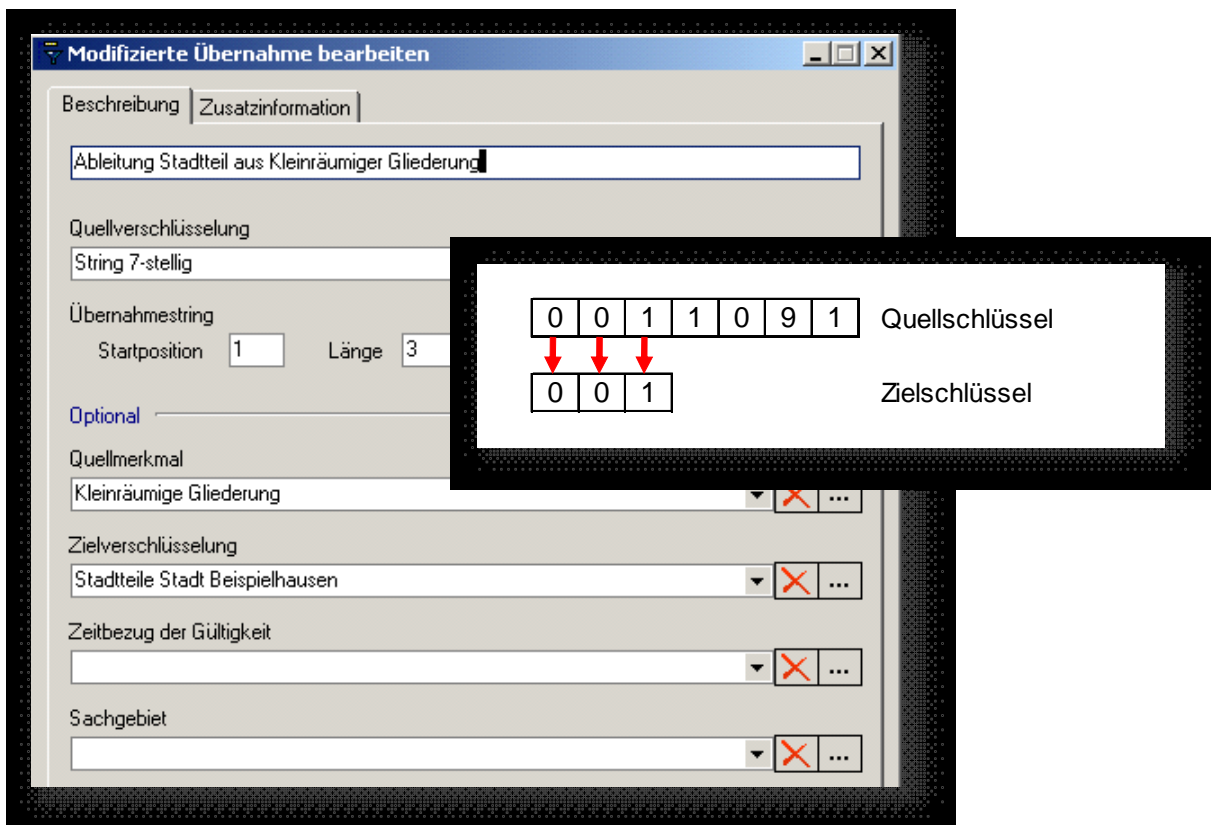 Modifizierte Übernahme bearbeiten
Beschreibung Zusatzinformation
Ableitung Stadtteil aus Kleinräumiger Gliederung
Quellverschlüsselung
String 7-stellig
Übernahmestring
Startposition 1 Länge 3
0 0 1 1 0 9 1 Quellschlüssel
0 0 1 Zielschlüssel
Optional
Quellmerkmal
Kleinräumige Gliederung ...
Zielverschlüsselung
Stadtteile Stadt Beispielhausen ...
Zeitbezug der Gültigkeit
...
Sachgebiet
...